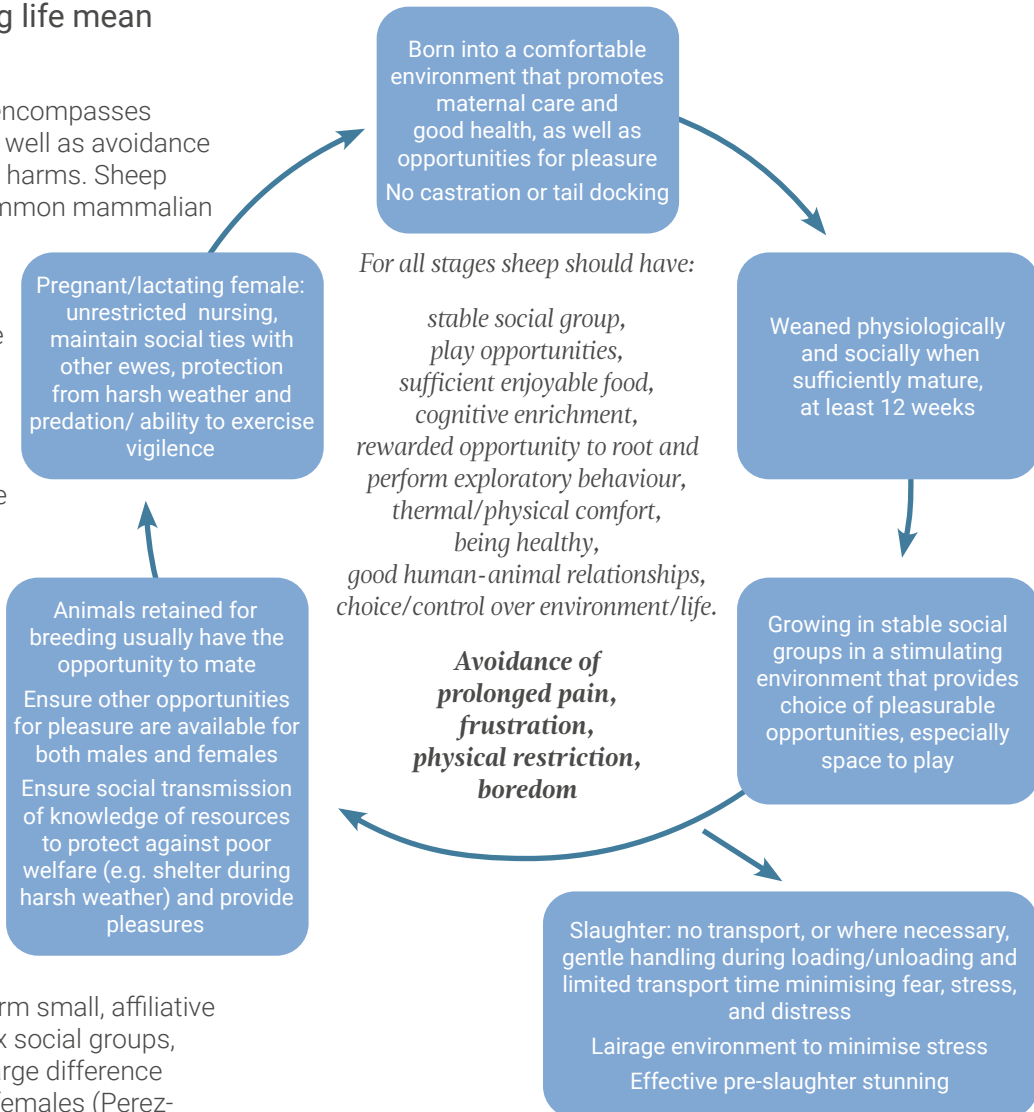 g life mean
encompasses
well as avoidance
harms. Sheep
mmon mammalian
e
e
Born into a comfortable
environment that promotes
maternal care and
good health, as well as
opportunities for pleasure
No castration or tail docking
Pregnant/lactating female:
unrestricted nursing,
maintain social ties with
other ewes, protection
from harsh weather and
predation/ ability to exercise
vigilence
For all stages sheep should have:
stable social group,
play opportunities,
sufficient enjoyable food,
cognitive enrichment,
rewarded opportunity to root and
perform exploratory behaviour,
thermal/physical comfort,
being healthy,
good human-animal relationships,
choice/control over environment/life.
Avoidance of
prolonged pain,
frustration,
physical restriction,
boredom
Weaned physiologically
and socially when
sufficiently mature,
at least 12 weeks
Growing in stable social
groups in a stimulating
environment that provides
choice of pleasurable
opportunities, especially
space to play
Animals retained for
breeding usually have the
opportunity to mate
Ensure other opportunities
for pleasure are available for
both males and females
Ensure social transmission
of knowledge of resources
to protect against poor
welfare (e.g. shelter during
harsh weather) and provide
pleasures
Slaughter: no transport, or where necessary,
gentle handling during loading/unloading and
limited transport time minimising fear, stress,
and distress
Lairage environment to minimise stress
Effective pre-slaughter stunning
rm small, affiliative
x social groups,
arge difference
emales (Perez-